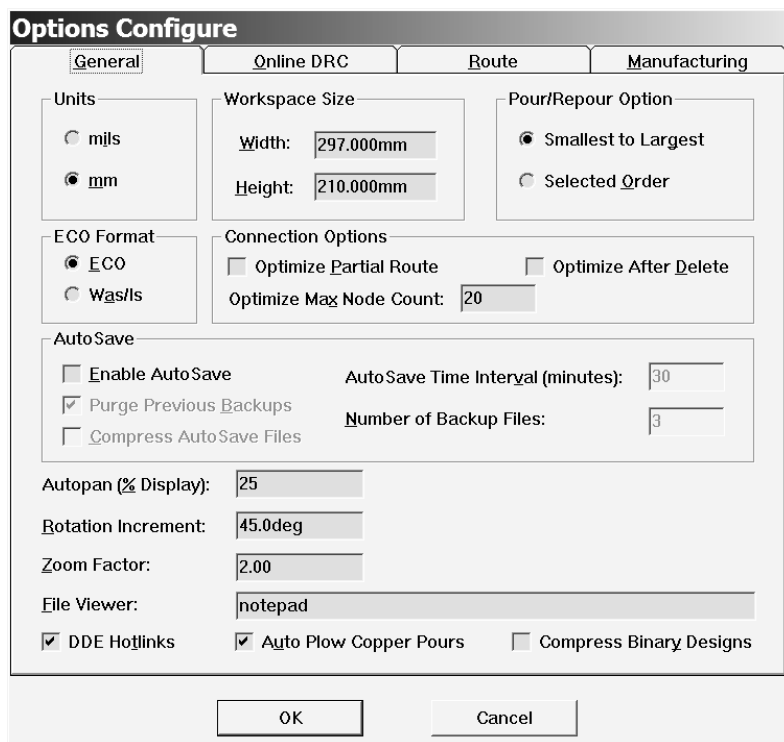 Options Configure
General
Online DRC
Route
Manufacturing
Units
mils
mm
Workspace Size
Width: 297.000mm
Height: 210.000mm
Pour/Repour Option
Smallest to Largest
Selected Order
ECO Format
ECO
Was/Is
Connection Options
Optimize Partial Route
Optimize After Delete
Optimize Max Node Count: 20
AutoSave
Enable AutoSave
Purge Previous Backups
Compress AutoSave Files
AutoSave Time Interval (minutes): 30
Number of Backup Files: 3
Autopan (% Display): 25
Rotation Increment: 45.0deg
Zoom Factor: 2.00
File Viewer: notepad
DDE Hotlinks
Auto Plow Copper Pours
Compress Binary Designs
OK
Cancel